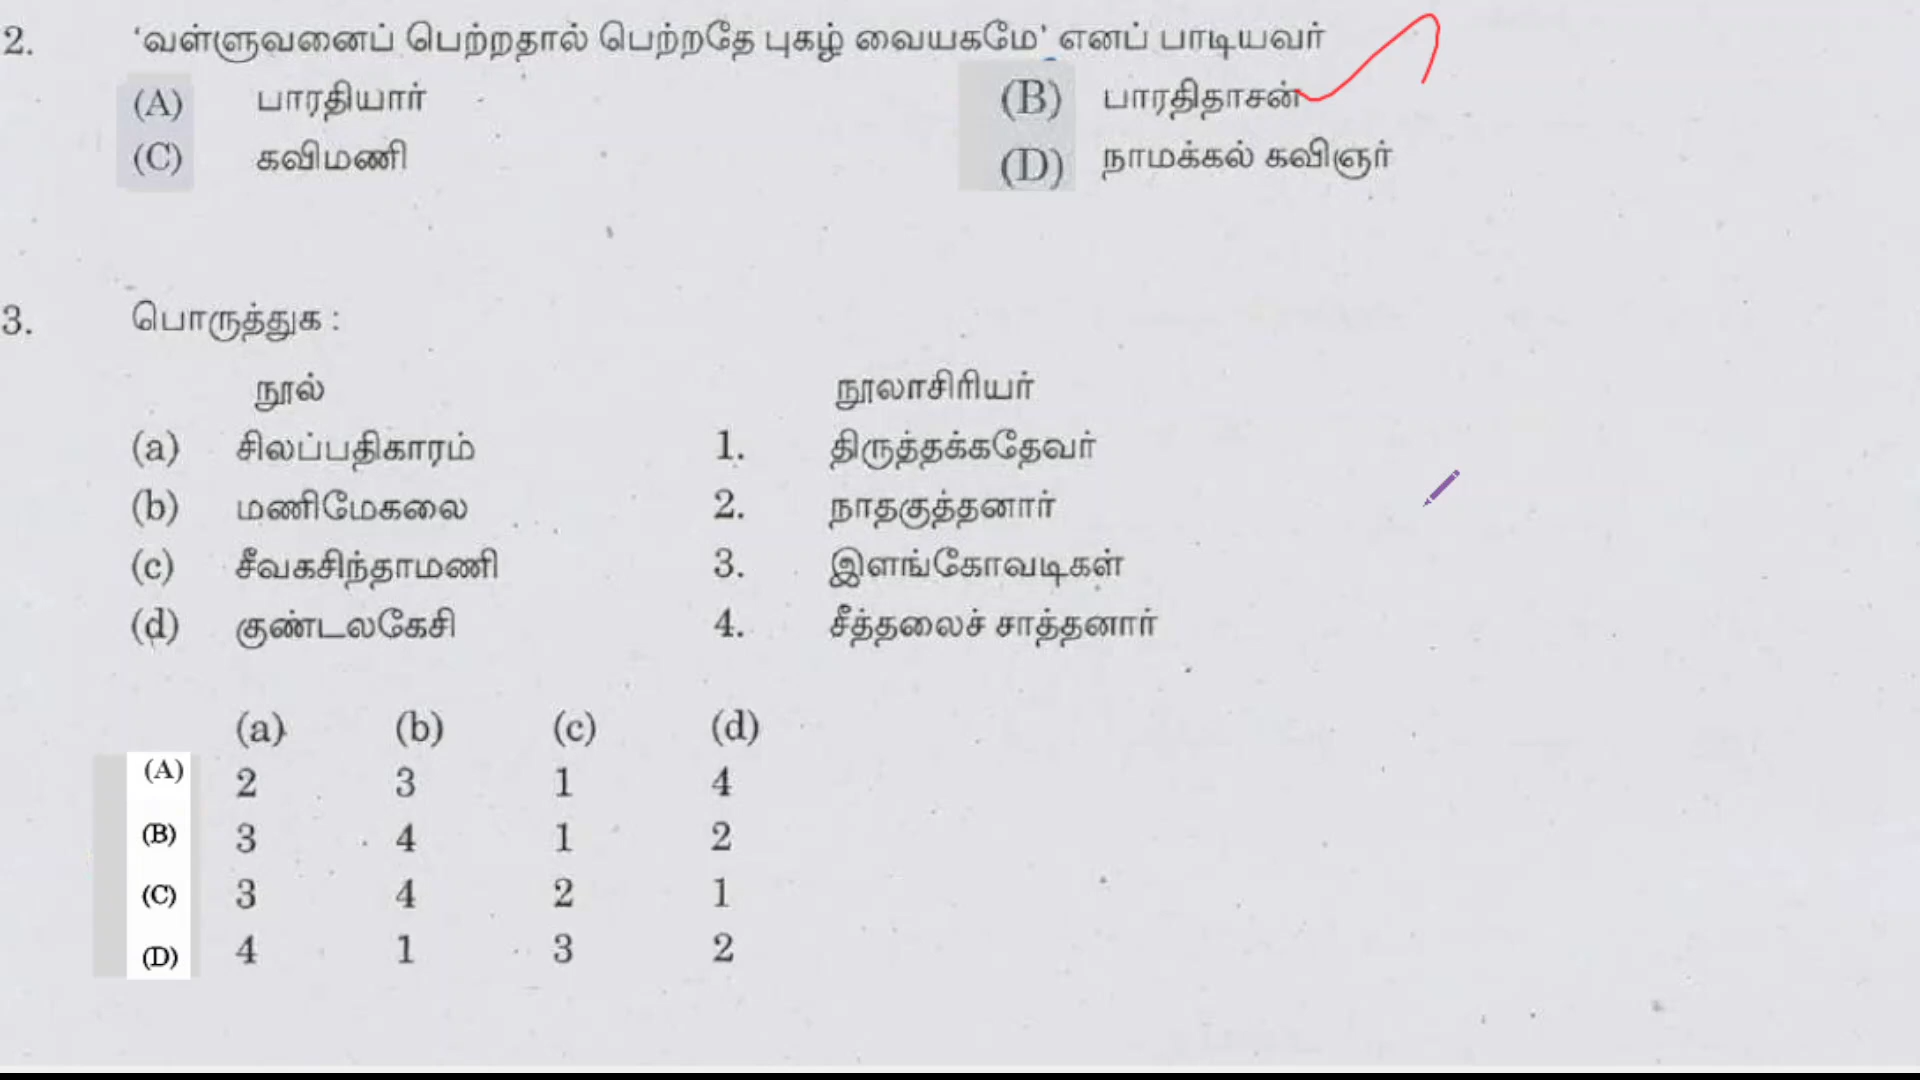 2. ‘வள்ளுவனைப் பெற்றதால் பெற்றதே புகழ் வையகமே’ எனப் பாடியவர்
(A) பாரதியார் (B) பாரதிதாசன்
(C) கவிமணி (D) நாமக்கல் கவிஞர்
3. பொருத்துக :
நூல் நூலாசிரியர்
(a) சிலப்பதிகாரம் 1. திருத்தக்கதேவர்
(b) மணிமேகலை 2. நாதகுத்தனார்
(c) சீவகசிந்தாமணி 3. இளங்கோவடிகள்
(d) குண்டலகேசி 4. சீத்தலைச் சாத்தனார்
(a) (b) (c) (d)
(A) 2 3 1 4
(B) 3 4 1 2
(C) 3 4 2 1
(D) 4 1 3 2